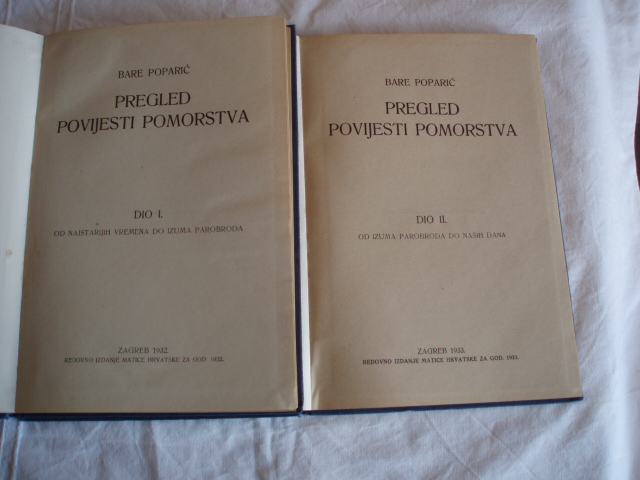 BARE POPARIĆ
PREGLED
POVIJESTI POMORSTVA
DIO I.
OD NAJSTARIJIH VREMENA DO IZUMA PAROBRODA
ZAGREB 1932.
REDOVNO IZDANJE MATICE HRVATSKE ZA GOD. 1932.
BARE POPARIĆ
PREGLED
POVIJESTI POMORSTVA
DIO II.
OD IZUMA PAROBRODA DO NAŠIH DANA
ZAGREB 1933.
REDOVNO IZDANJE MATICE HRVATSKE ZA GOD. 1933.